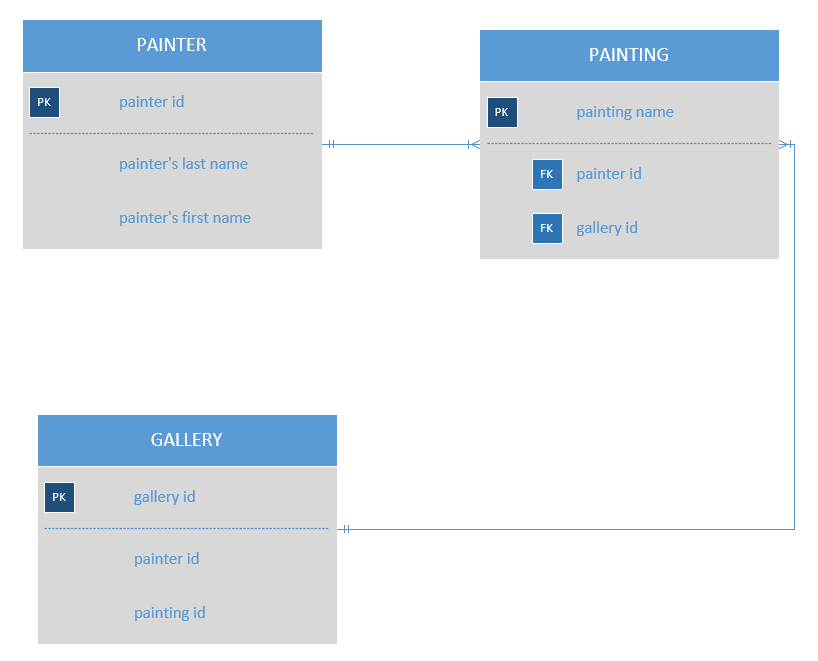 PAINTER
PK painter id
painter's last name
painter's first name
PAINTING
PK painting name
FK painter id
FK gallery id
GALLERY
PK gallery id
painter id
painting id